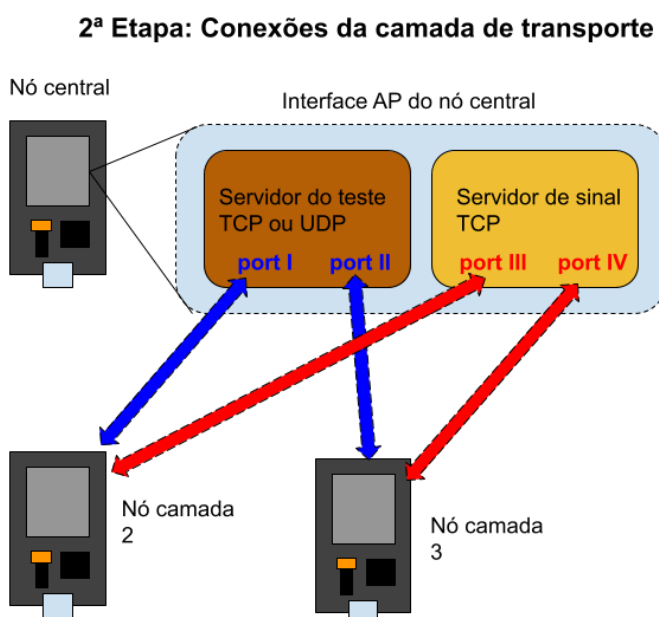 2ª Etapa: Conexões da camada de transporte
Nó central
Interface AP do nó central
Servidor do teste
TCP ou UDP
port I
port II
Servidor de sinal
TCP
port III
port IV
Nó camada
2
Nó camada
3